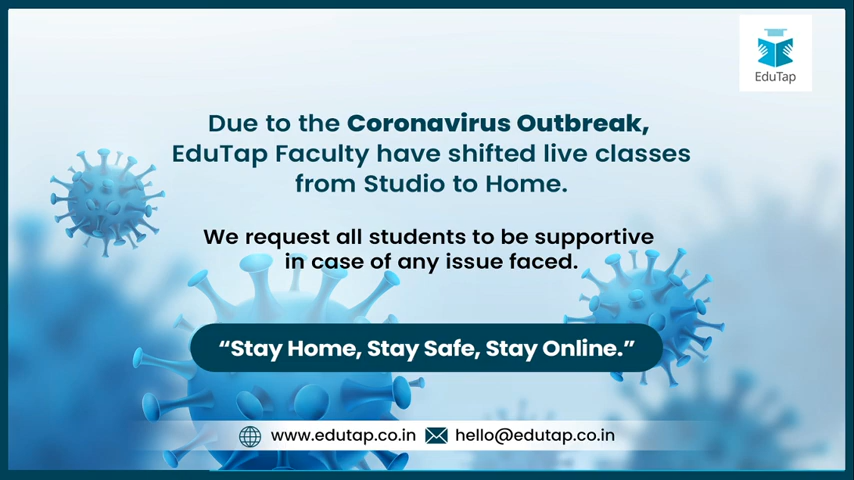 EduTap
Due to the Coronavirus Outbreak,
EduTap Faculty have shifted live classes
from Studio to Home.
We request all students to be supportive
in case of any issue faced.
“Stay Home, Stay Safe, Stay Online.”
www.edutap.co.in hello@edutap.co.in